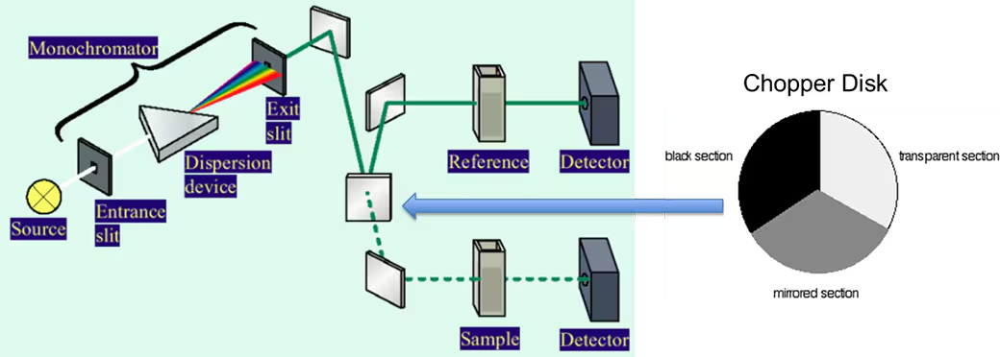 Monochromator
Exit
slit
Dispersion
device
Entrance
slit
Source
Reference
Detector
Sample
Detector
Chopper Disk
black section
transparent section
mirrored section